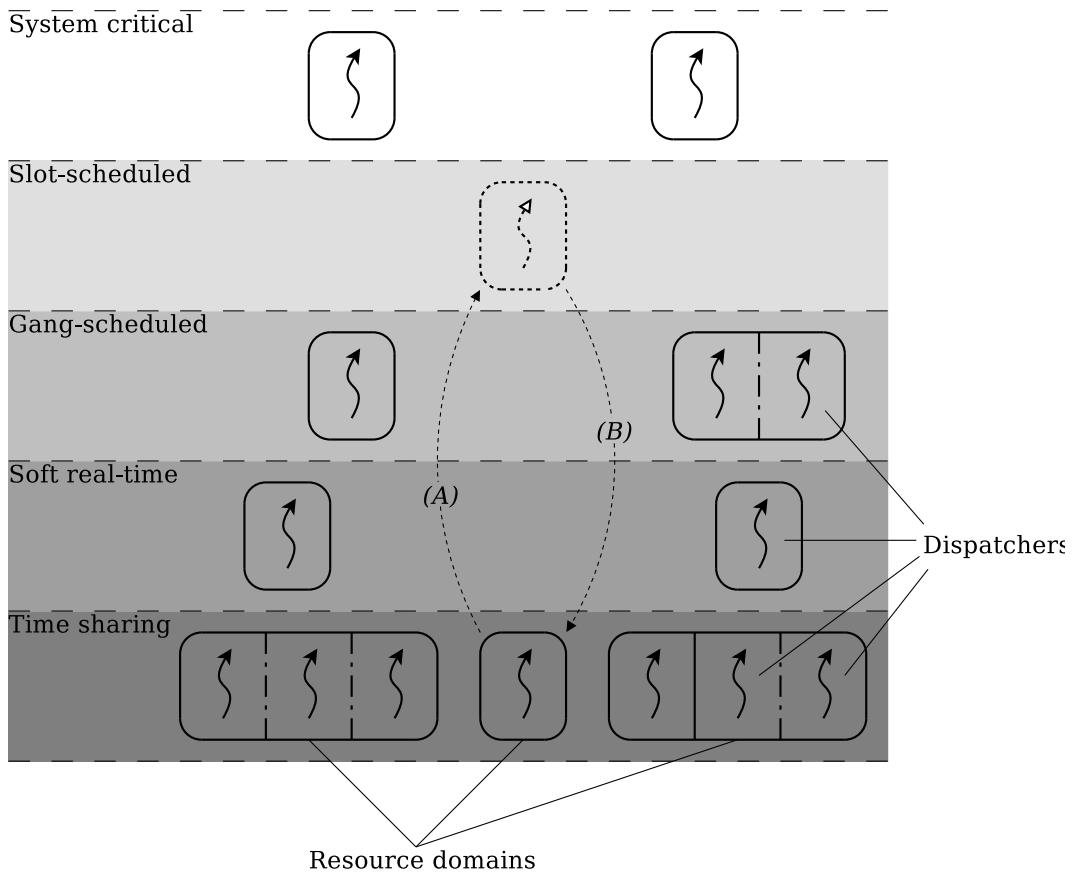 System critical
Slot-scheduled
Gang-scheduled
(B)
Soft real-time
(A)
Dispatchers
Time sharing
Resource domains